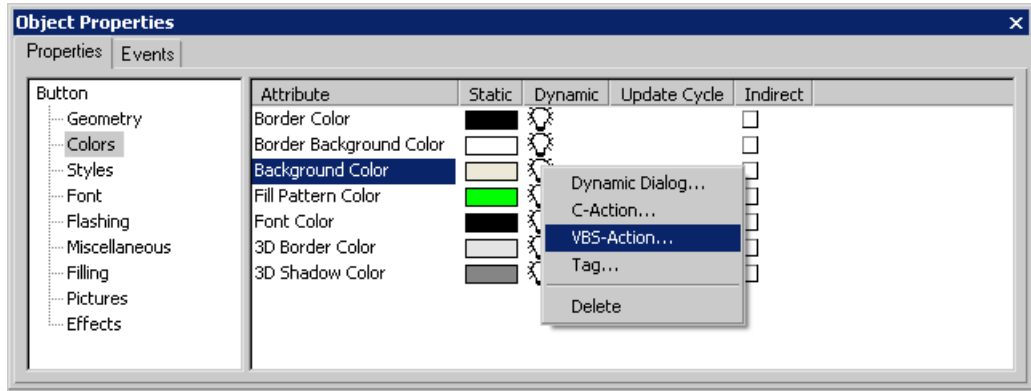 Object Properties
Properties Events
Button
Geometry
Colors
Styles
Font
Flashing
Miscellaneous
Filling
Pictures
Effects
Attribute Static Dynamic Update Cycle Indirect
Border Color
Border Background Color
Background Color
Fill Pattern Color
Font Color
3D Border Color
3D Shadow Color
Dynamic Dialog...
C-Action...
VBS-Action...
Tag...
Delete